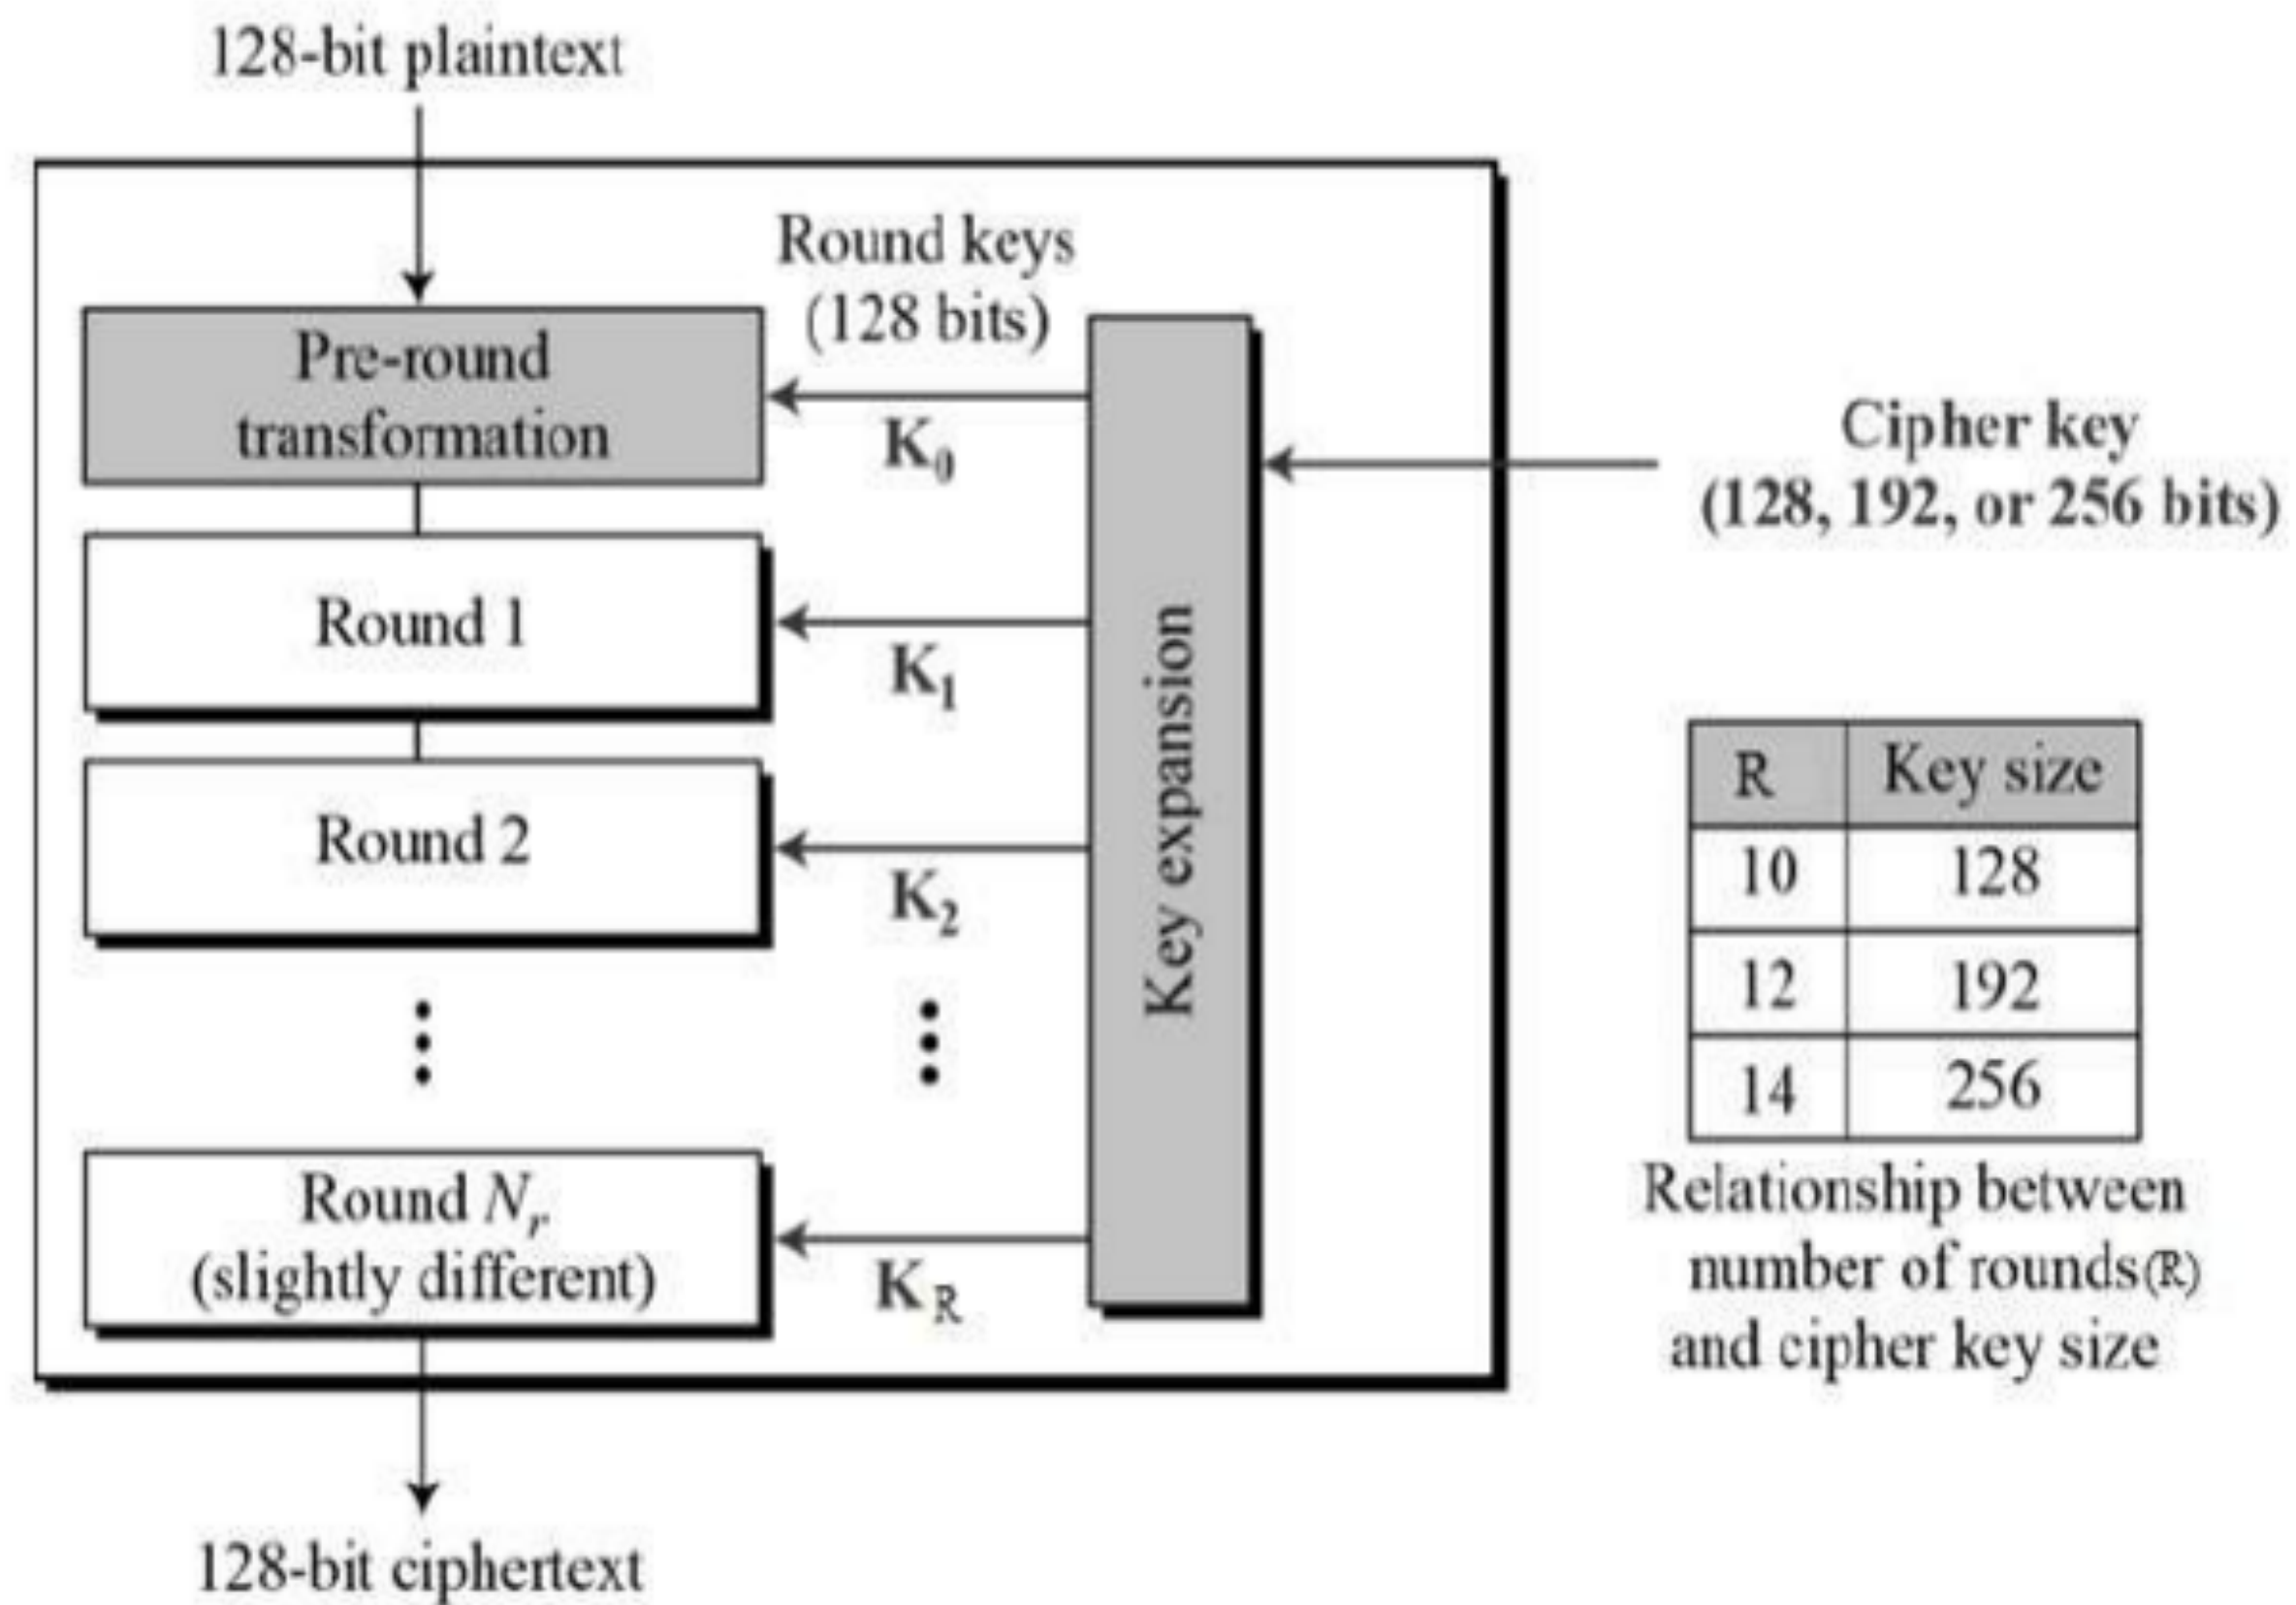 128-bit plaintext
Round keys
(128 bits)
Pre-round
transformation
K0
Cipher key
(128, 192, or 256 bits)
Round 1
K1
Key expansion
Round 2
K2
R Key size
10 128
12 192
14 256
Relationship between
number of rounds(R)
and cipher key size
Round Nr
(slightly different)
KR
128-bit ciphertext